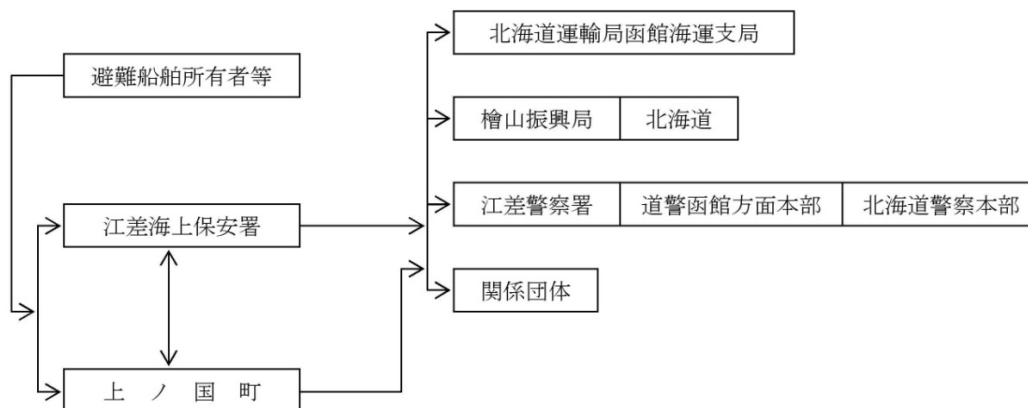 北海道運輸局函館海運支局
避難船舶所有者等
檜山振興局 北海道
江差警察署 道警函館方面本部 北海道警察本部
江差海上保安署
関係団体
上ノ国町